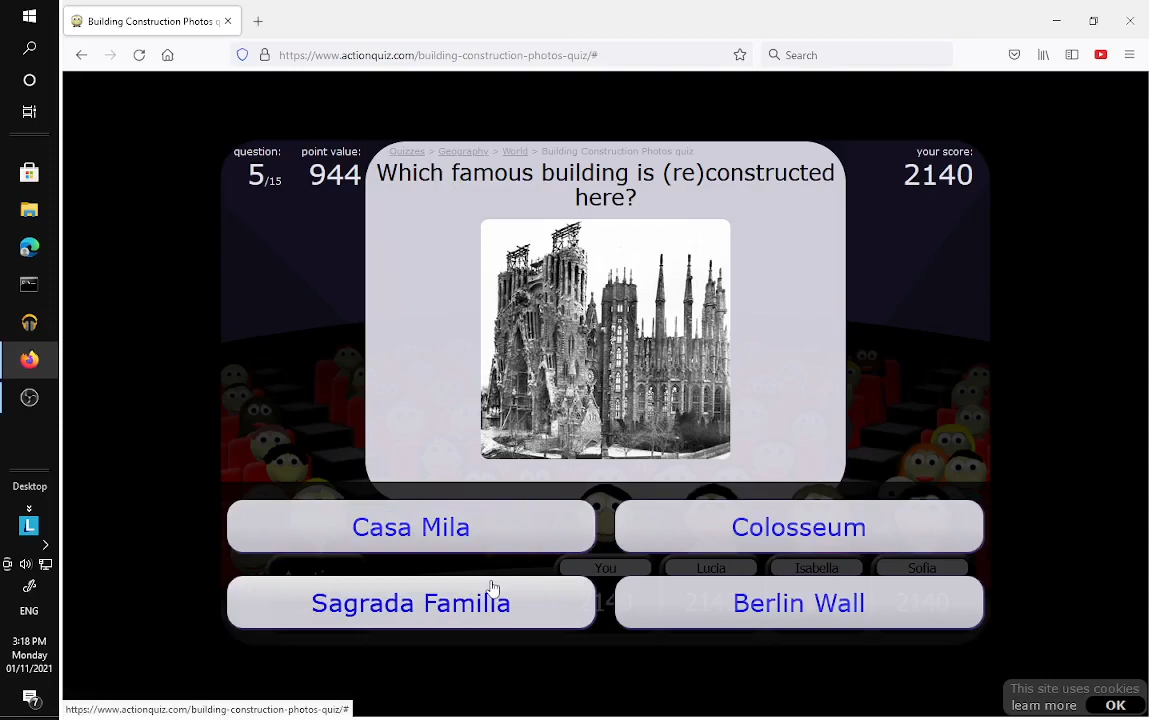 Building Construction Photos q
https://www.actionquiz.com/building-construction-photos-quiz/#
Search
question:
5/15
point value:
944
Quizzes > Geography > World > Building Construction Photos quiz
your score:
2140
Which famous building is (re)constructed
here?
Casa Mila
Colosseum
You
Lucia
Isabella
Sofia
Sagrada Familia
Berlin Wall
Desktop
L
ENG
3:18 PM
Monday
01/11/2021
7
https://www.actionquiz.com/building-construction-photos-quiz/#
This site uses cookies
learn more
OK